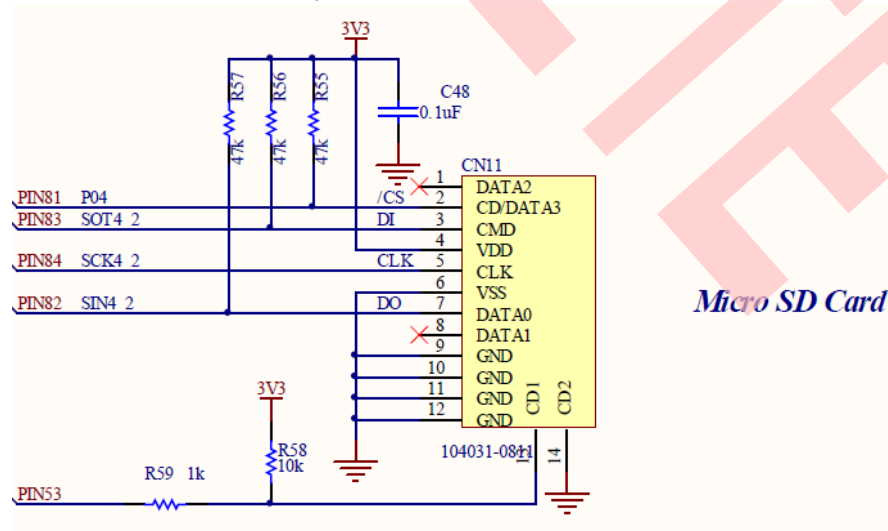 3V3
R57 R56 R55
47k 47k 47k
C48
0.1uF
CN11
PIN81 P04 /CS 2 CD/DATA3
1 DATA2
PIN83 SOT4_2 DI 3 CMD
4 VDD
PIN84 SCK4_2 CLK 5 CLK
6 VSS
PIN82 SIN4_2 DO 7 DATA0
8 DATA1
9 GND
10 GND
11 GND
12 GND
CD1 CD2
13 14
104031-0811
Micro SD Card
3V3
R58
10k
R59 1k
PIN53